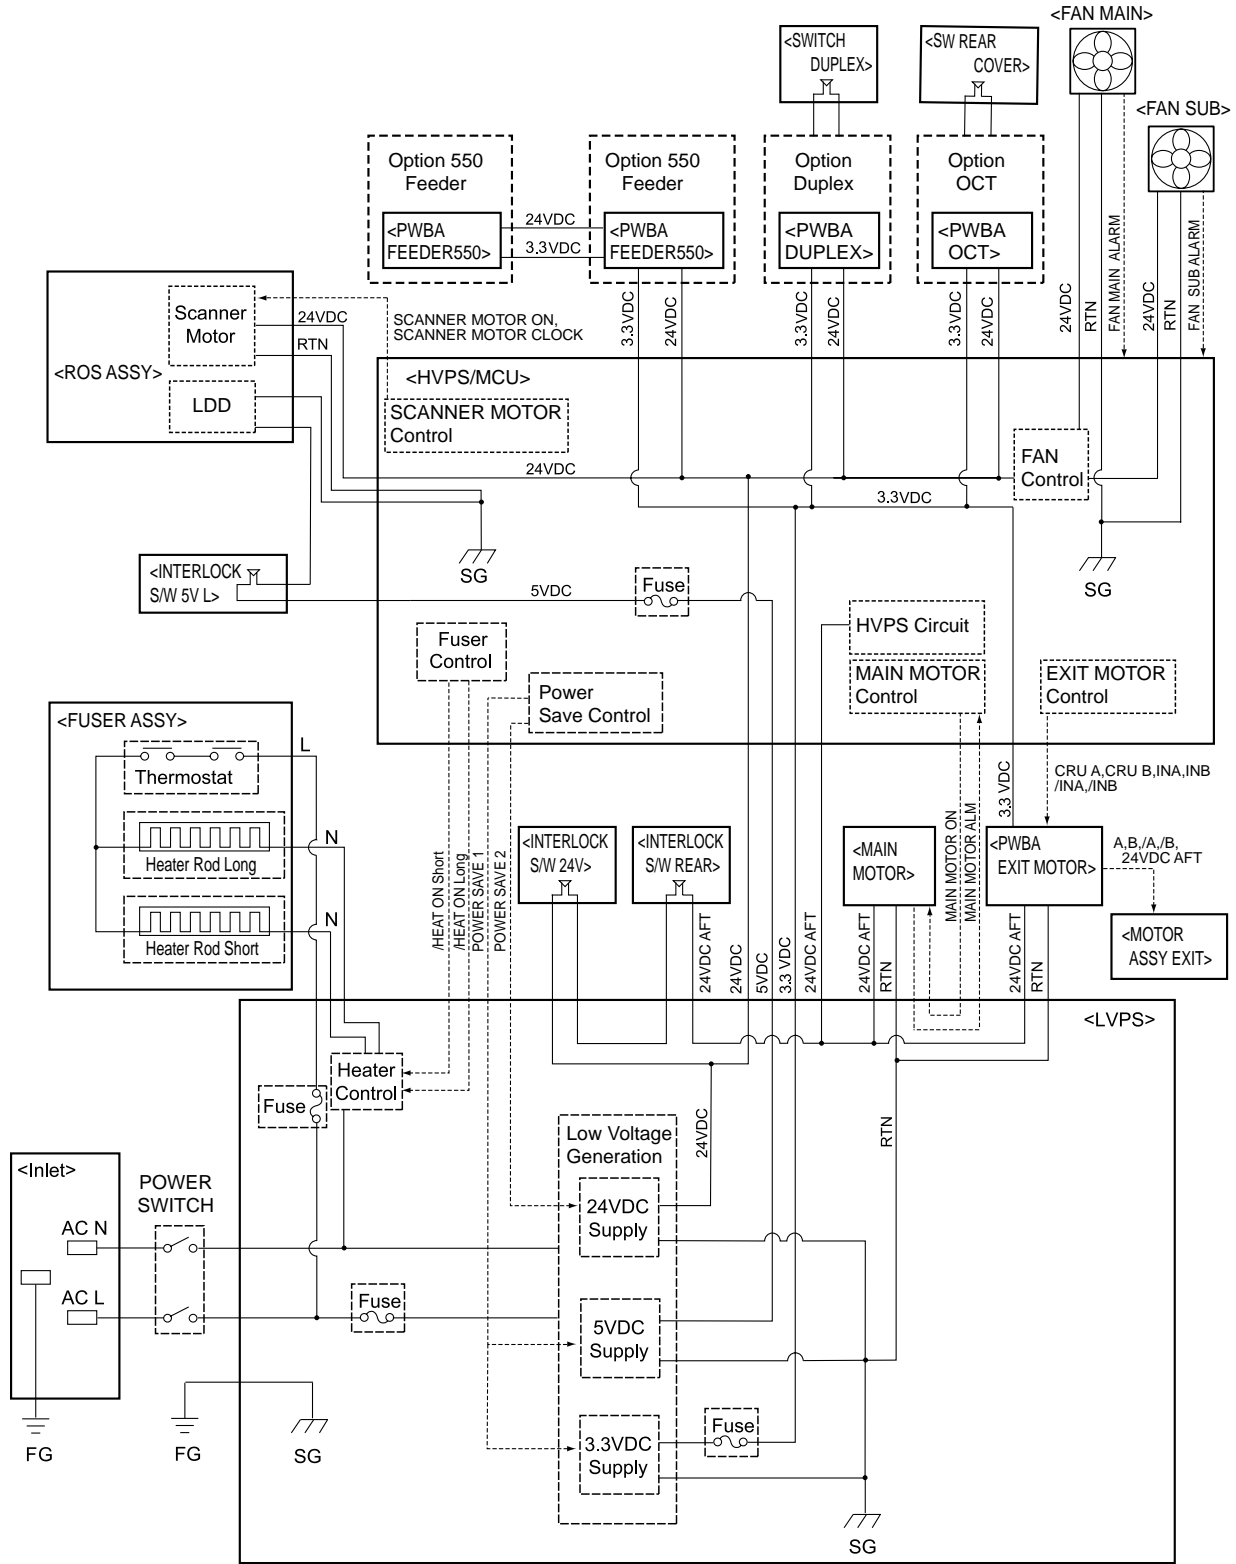 <FAN MAIN>
<SWITCH
DUPLEX>
<SW REAR
COVER>
<FAN SUB>
Option 550
Feeder
Option 550
Feeder
Option
Duplex
Option
OCT
<PWBA
FEEDER550>
24VDC
3.3VDC
<PWBA
FEEDER550>
<PWBA
DUPLEX>
<PWBA
OCT>
24VDC
RTN
FAN MAIN ALARM
24VDC
RTN
FAN SUB ALARM
3.3VDC
24VDC
3.3VDC
24VDC
3.3VDC
24VDC
Scanner
Motor
24VDC
RTN
SCANNER MOTOR ON,
SCANNER MOTOR CLOCK
<ROS ASSY>
LDD
<HVPS/MCU>
SCANNER MOTOR
Control
24VDC
FAN
Control
3.3VDC
SG
SG
<INTERLOCK
S/W 5V L>
5VDC
Fuse
HVPS Circuit
Fuser
Control
MAIN MOTOR
Control
EXIT MOTOR
Control
Power
Save Control
<FUSER ASSY>
L
Thermostat
N
Heater Rod Long
N
Heater Rod Short
/HEAT ON Short
/HEAT ON Long
POWER SAVE 1
POWER SAVE 2
<INTERLOCK
S/W 24V>
<INTERLOCK
S/W REAR>
24VDC AFT
24VDC
5VDC
3.3 VDC
24VDC AFT
<MAIN
MOTOR>
24VDC AFT
RTN
MAIN MOTOR ON
MAIN MOTOR ALM
3.3 VDC
CRU A,CRU B,INA,INB
/INA,/INB
<PWBA
EXIT MOTOR>
A,B,/A,/B,
24VDC AFT
24VDC AFT
RTN
<MOTOR
ASSY EXIT>
<LVPS>
Heater
Control
Fuse
Low Voltage
Generation
24VDC
RTN
<Inlet>
POWER
SWITCH
24VDC
Supply
AC N
AC L
Fuse
5VDC
Supply
Fuse
3.3VDC
Supply
FG
FG
SG
SG